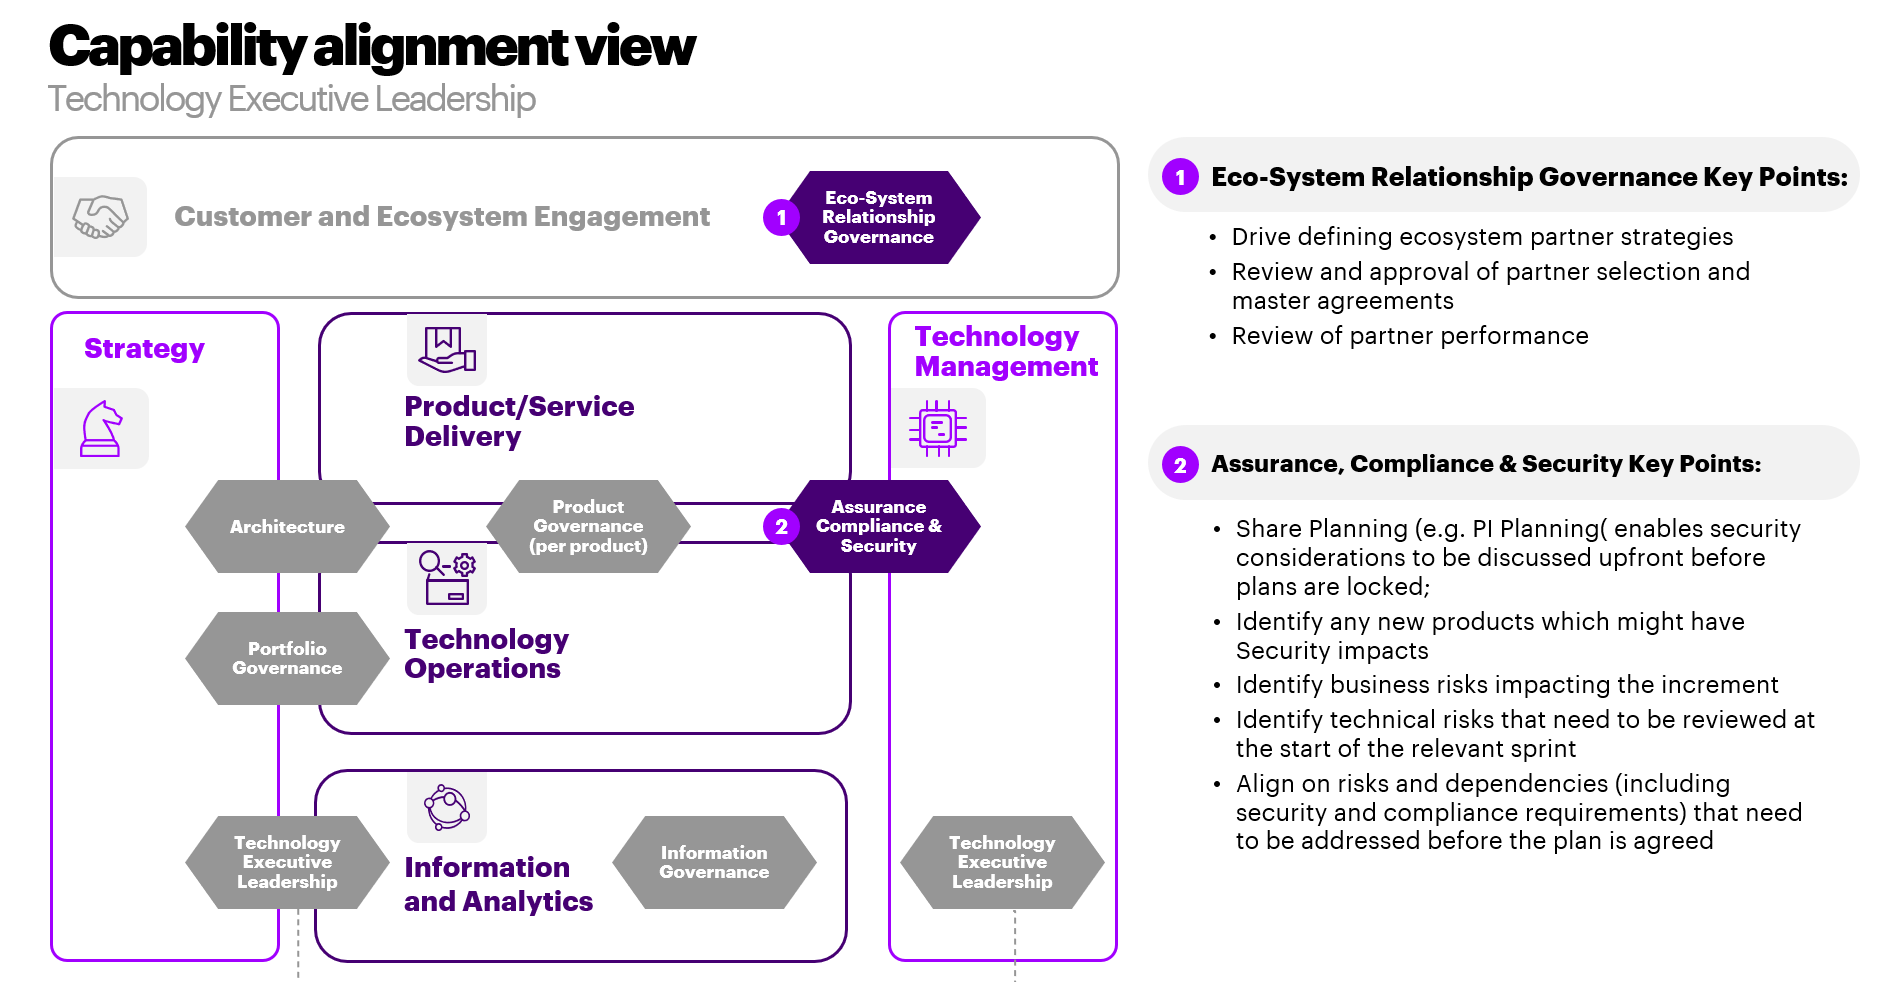 Capability alignment view
Technology Executive Leadership
Customer and Ecosystem Engagement
1
Eco-System
Relationship
Governance
Strategy
Product/Service
Delivery
Technology
Management
Architecture
Product
Governance
(per product)
2
Assurance
Compliance &
Security
Portfolio
Governance
Technology
Operations
Technology
Executive
Leadership
Information
and Analytics
Information
Governance
Technology
Executive
Leadership
1 Eco-System Relationship Governance Key Points:
• Drive defining ecosystem partner strategies
• Review and approval of partner selection and
master agreements
• Review of partner performance
2 Assurance, Compliance & Security Key Points:
• Share Planning (e.g. PI Planning( enables security
considerations to be discussed upfront before
plans are locked;
• Identify any new products which might have
Security impacts
• Identify business risks impacting the increment
• Identify technical risks that need to be reviewed at
the start of the relevant sprint
• Align on risks and dependencies (including
security and compliance requirements) that need
to be addressed before the plan is agreed